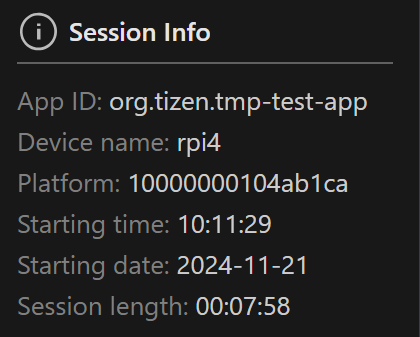 Session Info
App ID: org.tizen.tmp-test-app
Device name: rpi4
Platform: 10000000104ab1ca
Starting time: 10:11:29
Starting date: 2024-11-21
Session length: 00:07:58